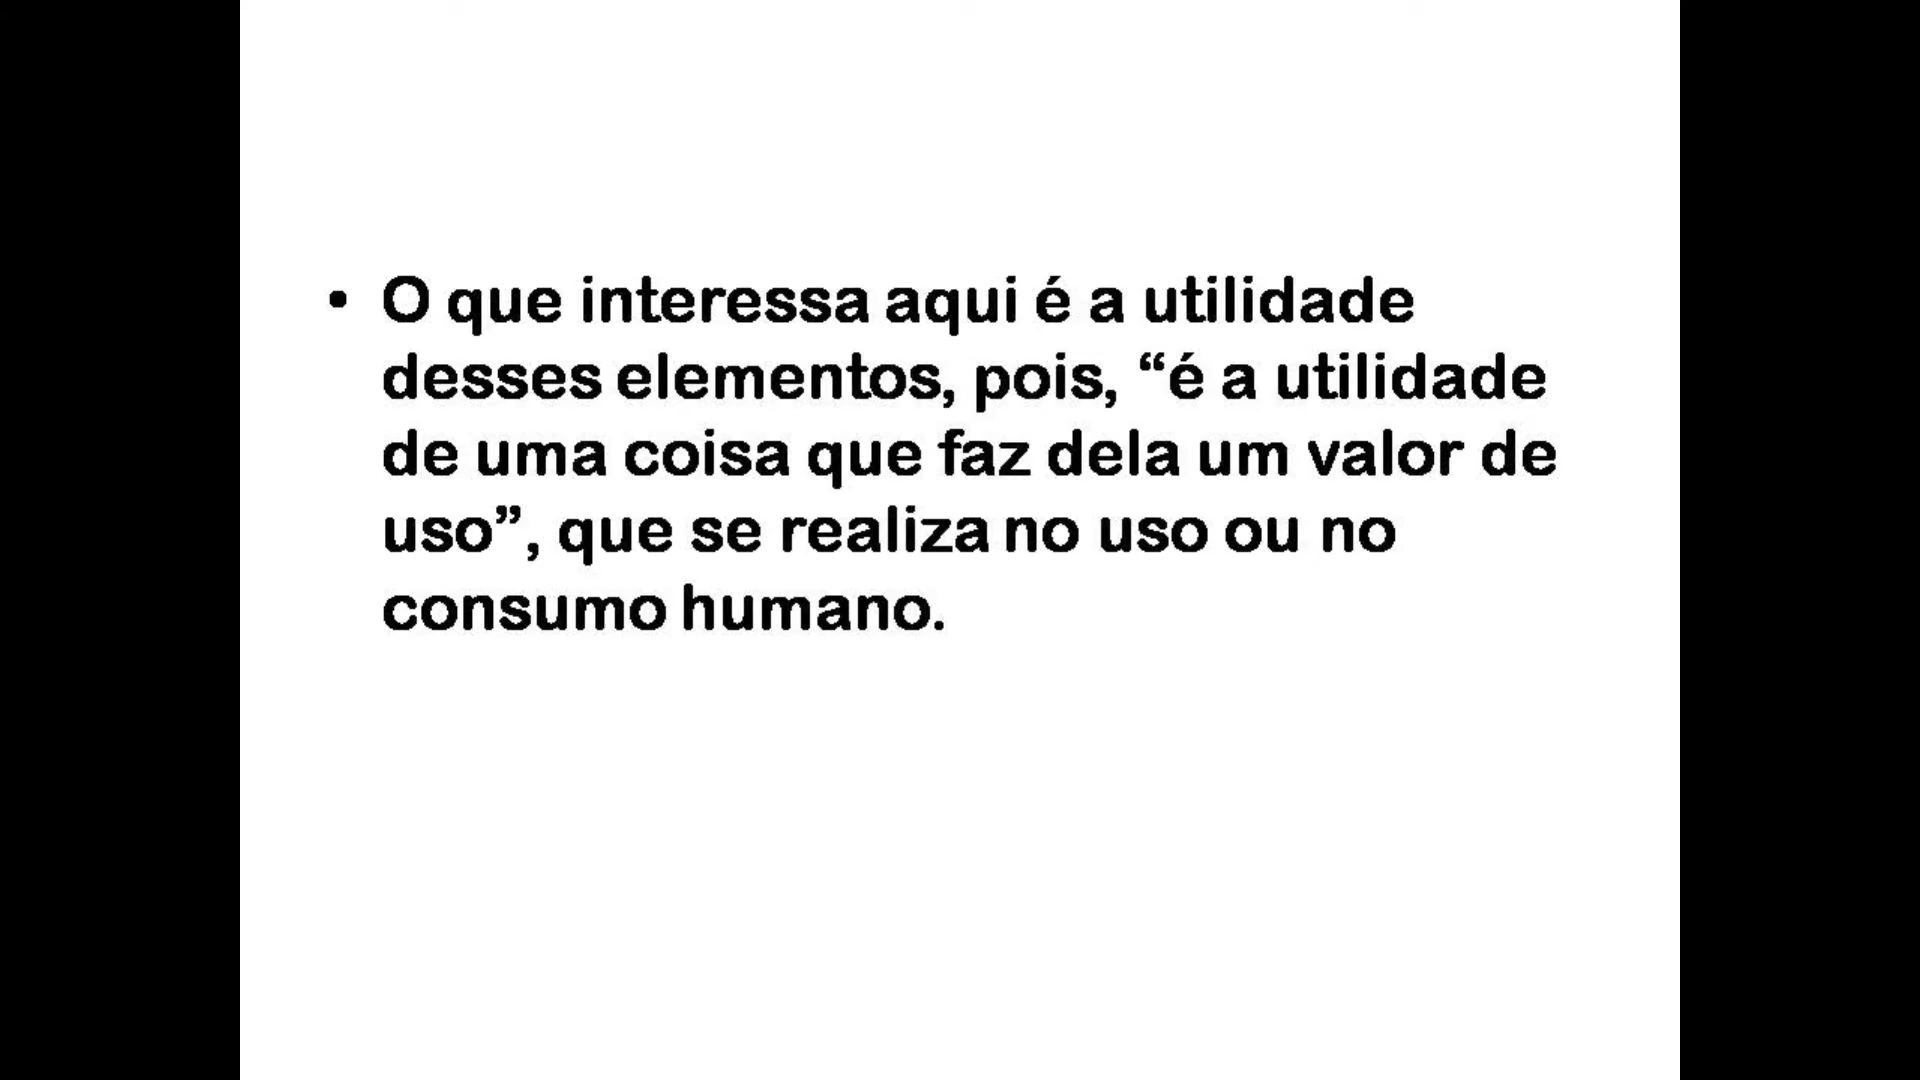 • O que interessa aqui é a utilidade
desses elementos, pois, “é a utilidade
de uma coisa que faz dela um valor de
uso”, que se realiza no uso ou no
consumo humano.